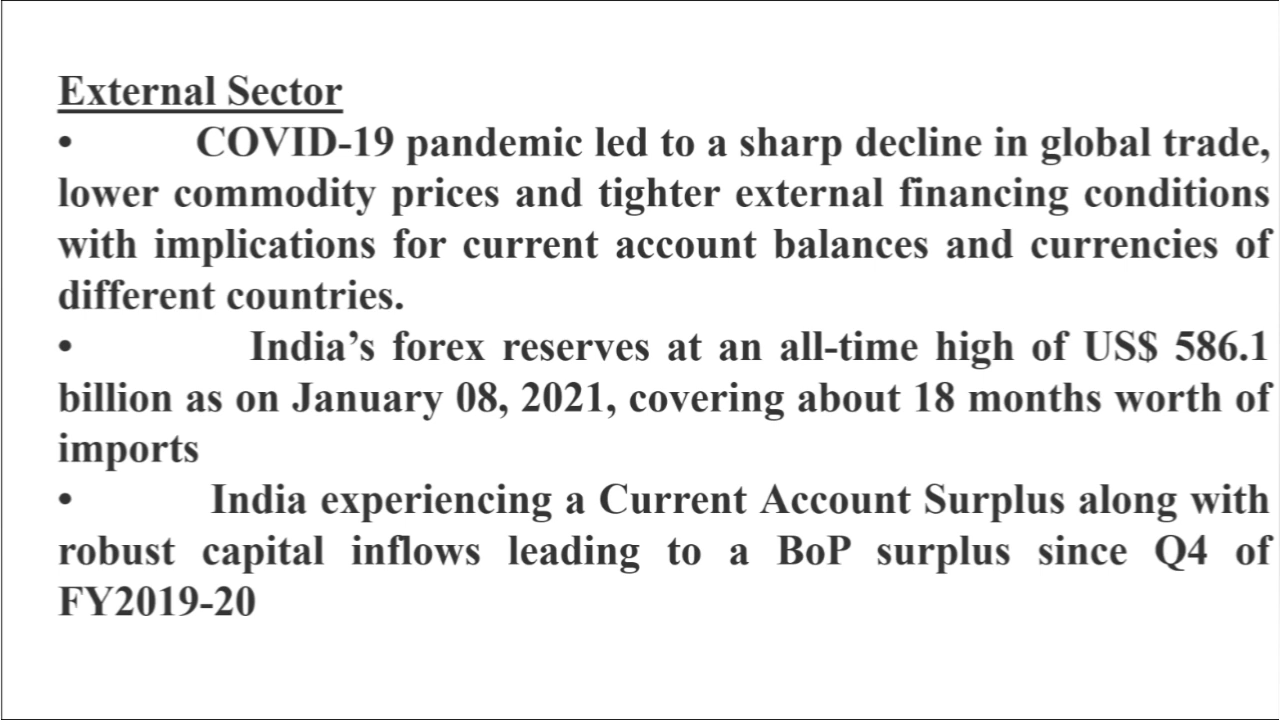 External Sector
• COVID-19 pandemic led to a sharp decline in global trade,
lower commodity prices and tighter external financing conditions
with implications for current account balances and currencies of
different countries.
• India’s forex reserves at an all-time high of US$ 586.1
billion as on January 08, 2021, covering about 18 months worth of
imports
• India experiencing a Current Account Surplus along with
robust capital inflows leading to a BoP surplus since Q4 of
FY2019-20